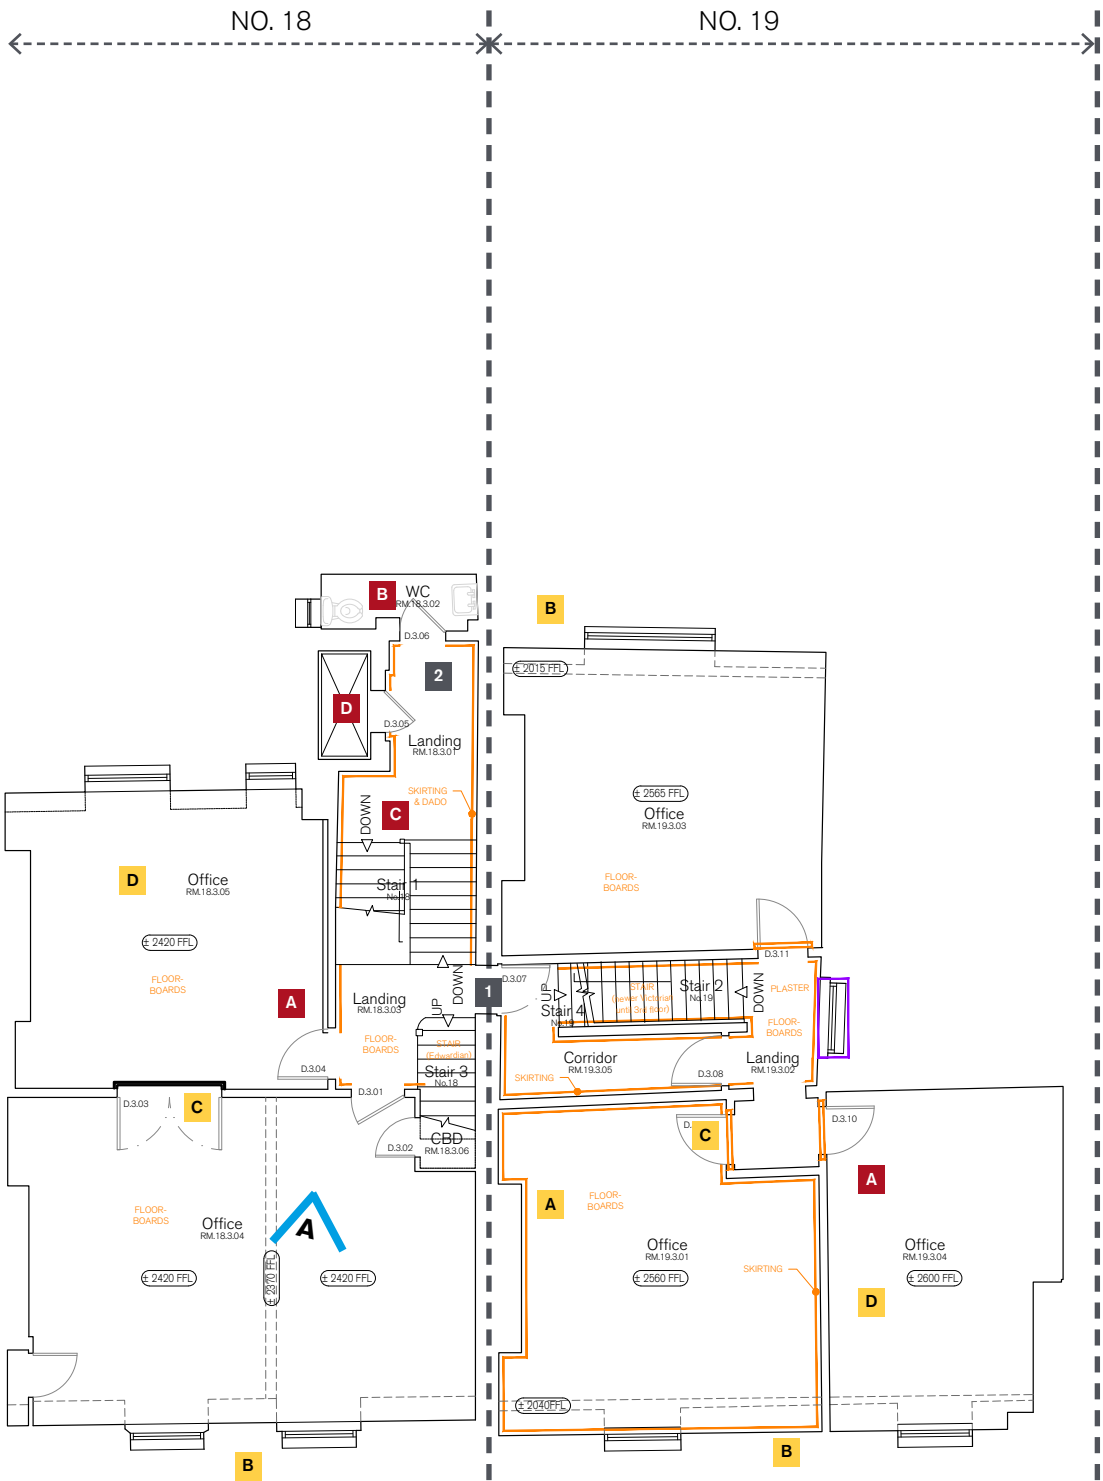 NO. 18
NO. 19
B
WC
RM.18.3.02
D.3.06
2
D
D.3.05
Landing
RM.18.3.01
SKIRTING
& DADO
DOWN
C
Stair 1
No.18
D
Office
RM.18.3.05
± 2420 FFL
FLOOR-
BOARDS
A
D.3.04
Landing
RM.18.3.03
UP
DOWN
1
FLOOR-
BOARDS
STAIR
(Edwardian)
Stair 3
No.18
D.3.01
D.3.02
CBD
RM.18.3.06
D.3.03
C
FLOOR-
BOARDS
Office
RM.18.3.04
A
± 2420 FFL
± 2370 FFL
± 2420 FFL
B
B
± 2015 FFL
± 2565 FFL
Office
RM.19.3.03
FLOOR-
BOARDS
D.3.11
D.3.07
UP
Stair 4
No.19
STAIR
(newer Victorian
until 3rd floor)
Stair 2
No.19
DOWN
PLASTER
FLOOR-
BOARDS
Corridor
RM.19.3.05
SKIRTING
D.3.08
Landing
RM.19.3.02
C
D.3.10
A
FLOOR-
BOARDS
A
Office
RM.19.3.01
± 2560 FFL
SKIRTING
Office
RM.19.3.04
± 2600 FFL
D
± 2040FFL
B